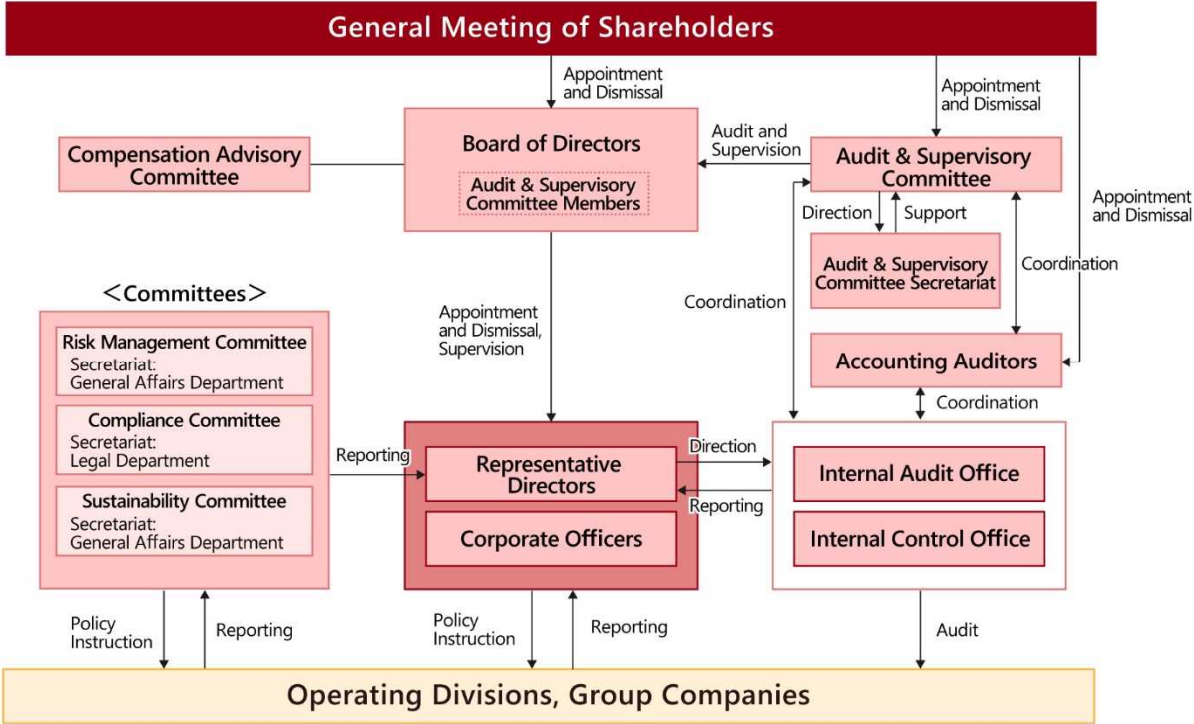 General Meeting of Shareholders
Appointment
and Dismissal
Appointment
and Dismissal
Appointment
and Dismissal
Compensation Advisory
Committee
Board of Directors
Audit & Supervisory
Committee Members
Audit and
Supervision
Audit & Supervisory
Committee
Direction
Support
Audit & Supervisory
Committee Secretariat
Coordination
Coordination
Accounting Auditors
Coordination
Appointment
and Dismissal,
Supervision
<Committees>
Risk Management Committee
Secretariat:
General Affairs Department
Compliance Committee
Secretariat:
Legal Department
Sustainability Committee
Secretariat:
General Affairs Department
Reporting
Representative
Directors
Corporate Officers
Direction
Reporting
Internal Audit Office
Internal Control Office
Policy
Instruction
Reporting
Policy
Instruction
Reporting
Audit
Operating Divisions, Group Companies